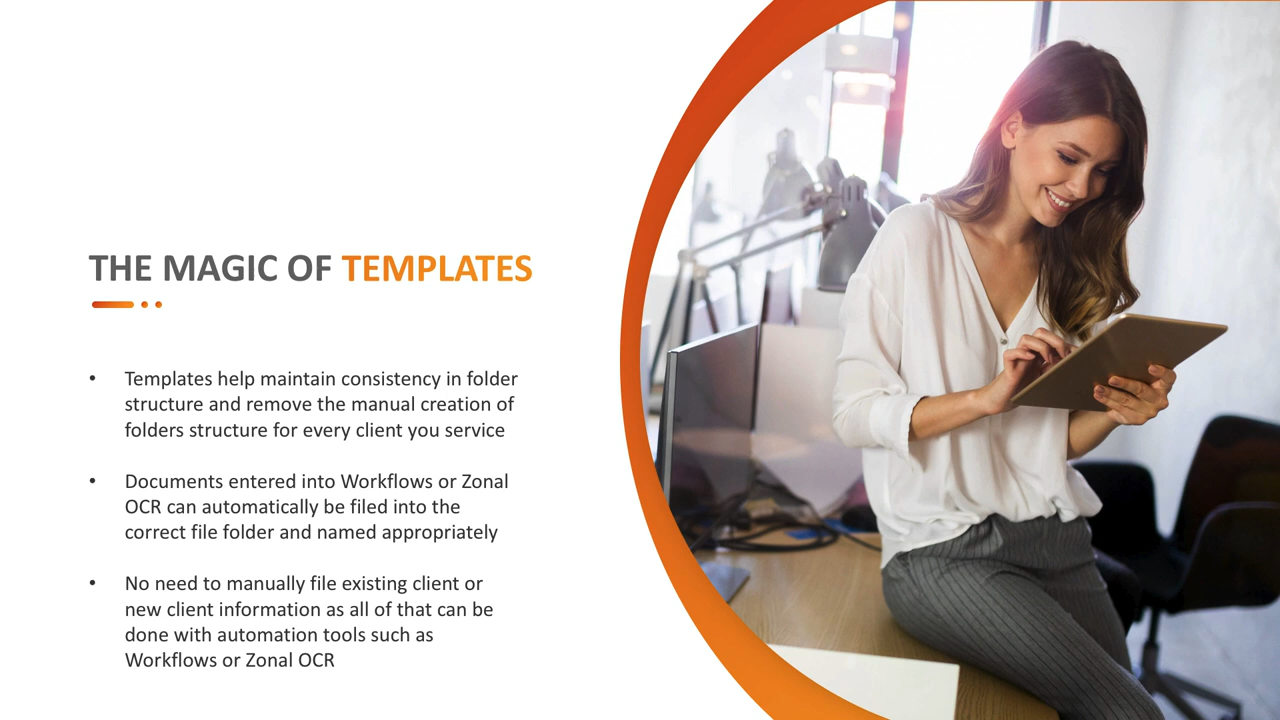 THE MAGIC OF TEMPLATES
• Templates help maintain consistency in folder
structure and remove the manual creation of
folders structure for every client you service
• Documents entered into Workflows or Zonal
OCR can automatically be filed into the
correct file folder and named appropriately
• No need to manually file existing client or
new client information as all of that can be
done with automation tools such as
Workflows or Zonal OCR